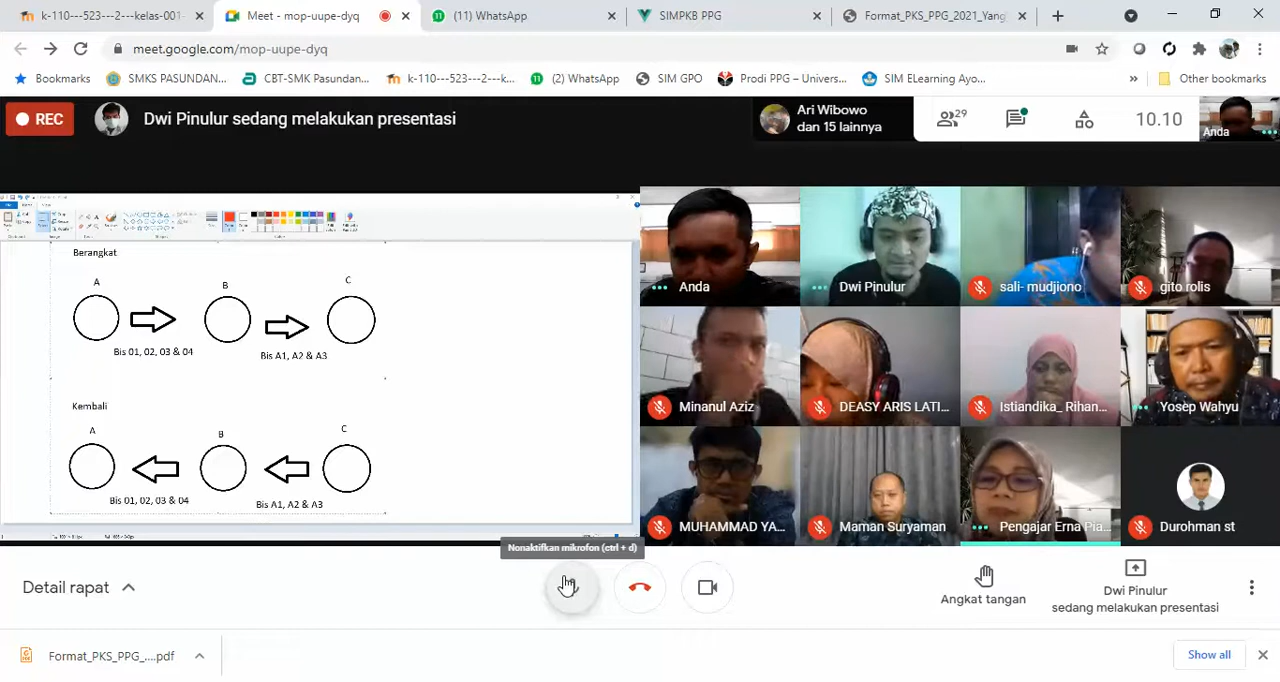 k-110---523---2---kelas-001-
Meet - mop-uupe-dyq
(11) WhatsApp
SIMPKB PPG
Format_PKS_PPG_2021_Yang
meet.google.com/mop-uupe-dyq
Bookmarks
SMKS PASUNDAN...
CBT-SMK Pasundan...
k-110---523---2---k...
(2) WhatsApp
SIM GPO
Prodi PPG – Univers...
SIM ELearning Ayo...
Other bookmarks
REC
Dwi Pinulur sedang melakukan presentasi
Ari Wibowo
dan 15 lainnya
29
10.10
Anda
Berangkat
A
B
C
Bis 01, 02, 03 & 04
Bis A1, A2 & A3
Kembali
A
B
C
Bis 01, 02, 03 & 04
Bis A1, A2 & A3
Anda
Dwi Pinulur
sali- mudjiono
gito rolis
Minanul Aziz
DEASY ARIS LATI...
Istiandika_ Rihan...
Yosep Wahyu
MUHAMMAD YA...
Maman Suryaman
Pengajar Erna Pia...
Durohman st
Nonaktifkan mikrofon (ctrl + d)
Detail rapat
Angkat tangan
Dwi Pinulur
sedang melakukan presentasi
Format_PKS_PPG_....pdf
Show all